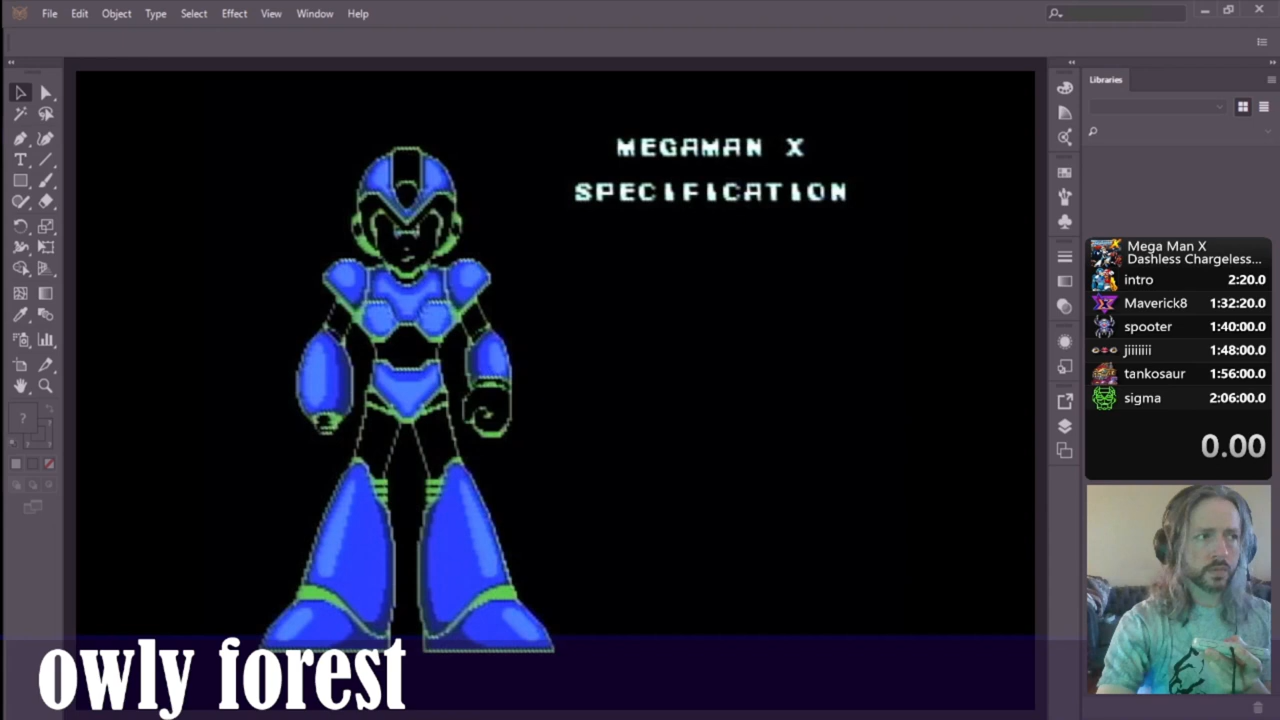 File Edit Object Type Select Effect View Window Help
Libraries
MEGAMAN X
SPECIFICATION
Mega Man X
Dashless Chargeless...
intro 2:20.0
Maverick8 1:32:20.0
spooter 1:40:00.0
jiiiiiii 1:48:00.0
tankosaur 1:56:00.0
sigma 2:06:00.0
0.00
?
owly forest